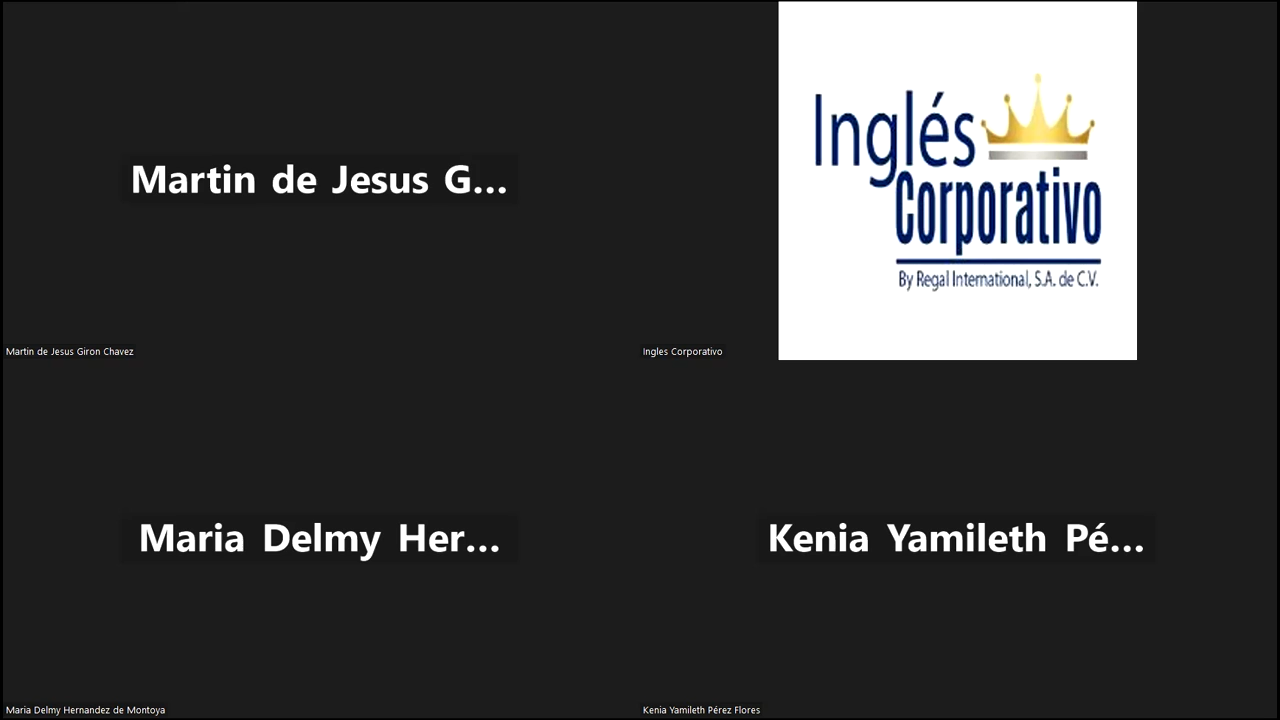 Martin de Jesus G...
Martin de Jesus Giron Chavez
Inglés
Corporativo
By Regal International, S.A. de C.V.
Ingles Corporativo
Maria Delmy Her...
Maria Delmy Hernandez de Montoya
Kenia Yamileth Pé...
Kenia Yamileth Pérez Flores